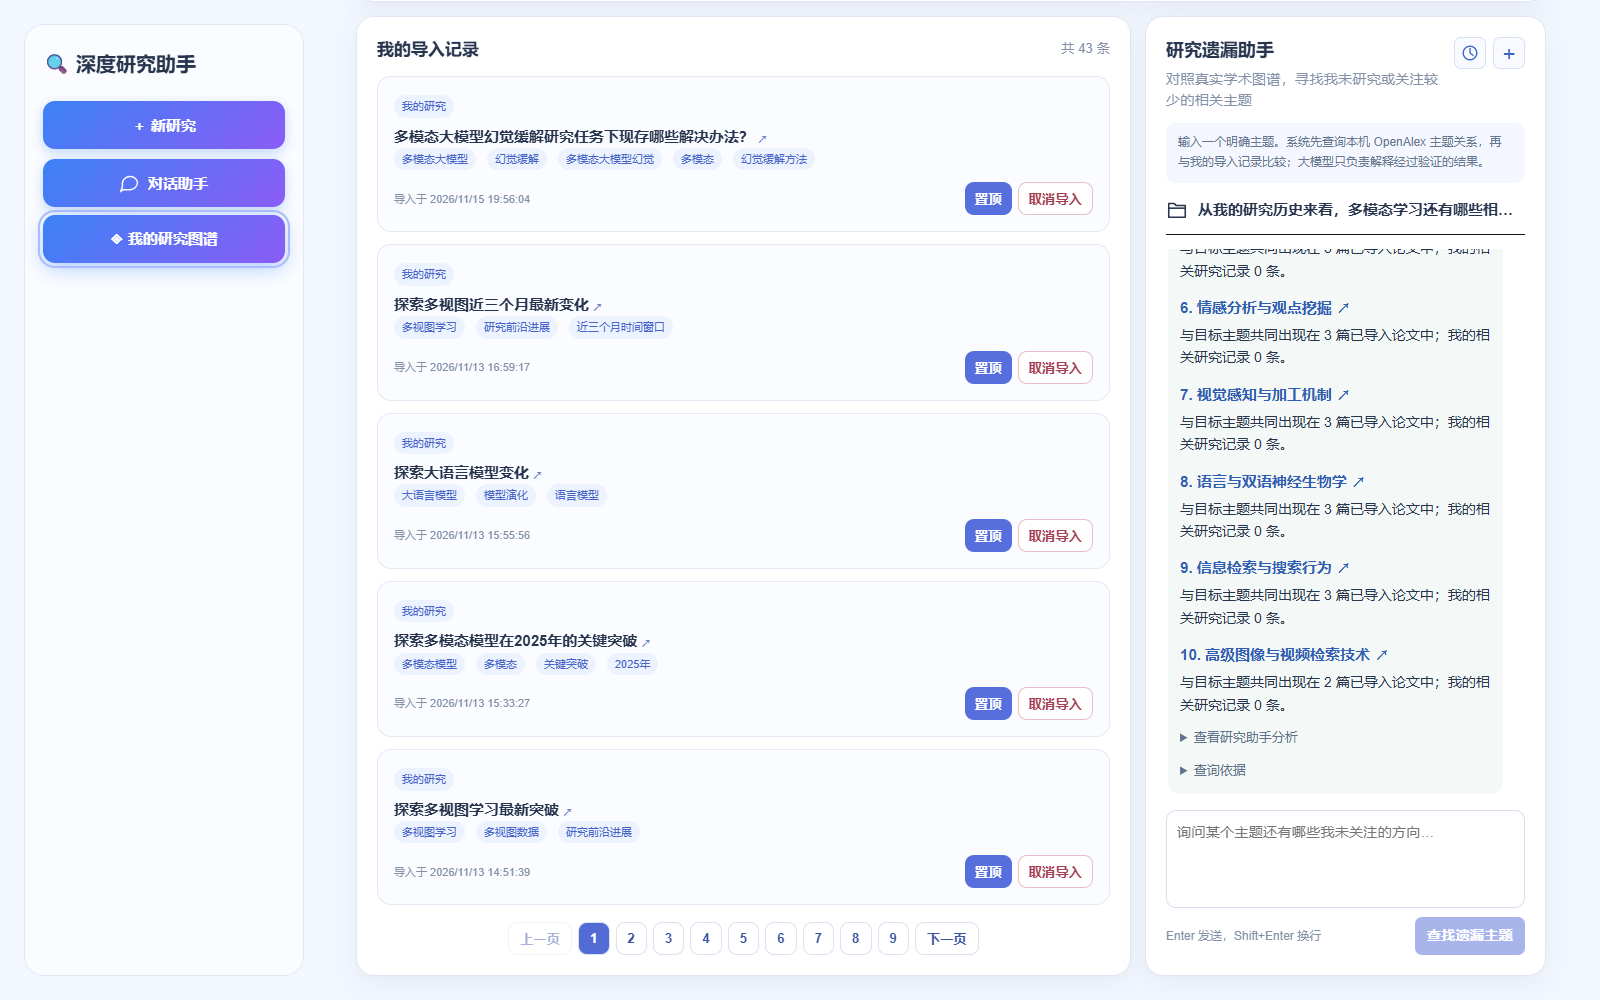 深度研究助手
+ 新研究
对话助手
❖ 我的研究图谱
我的导入记录
共 43 条
我的研究
多模态大模型幻觉缓解研究任务下现存哪些解决办法? ↗
多模态大模型 幻觉缓解 多模态大模型幻觉 多模态 幻觉缓解方法
导入于 2026/11/15 19:56:04
置顶 取消导入
我的研究
探索多视图近三个月最新变化 ↗
多视图学习 研究前沿进展 近三个月时间窗口
导入于 2026/11/13 16:59:17
置顶 取消导入
我的研究
探索大语言模型变化 ↗
大语言模型 模型演化 语言模型
导入于 2026/11/13 15:55:56
置顶 取消导入
我的研究
探索多模态模型在2025年的关键突破 ↗
多模态模型 多模态 关键突破 2025年
导入于 2026/11/13 15:33:27
置顶 取消导入
我的研究
探索多视图学习最新突破 ↗
多视图学习 多视图数据 研究前沿进展
导入于 2026/11/13 14:51:39
置顶 取消导入
上一页 1 2 3 4 5 6 7 8 9 下一页
研究遗漏助手
+
对照真实学术图谱，寻找我未研究或关注较
少的相关主题
输入一个明确主题。系统先查询本机 OpenAlex 主题关系，再
与我的导入记录比较；大模型只负责解释经过验证的结果。
从我的研究历史来看，多模态学习还有哪些相...
与目标主题共同出现在 3 篇已导入论文中；我的相
关研究记录 0 条。
6. 情感分析与观点挖掘 ↗
与目标主题共同出现在 3 篇已导入论文中；我的相
关研究记录 0 条。
7. 视觉感知与加工机制 ↗
与目标主题共同出现在 3 篇已导入论文中；我的相
关研究记录 0 条。
8. 语言与双语神经生物学 ↗
与目标主题共同出现在 3 篇已导入论文中；我的相
关研究记录 0 条。
9. 信息检索与搜索行为 ↗
与目标主题共同出现在 3 篇已导入论文中；我的相
关研究记录 0 条。
10. 高级图像与视频检索技术 ↗
与目标主题共同出现在 2 篇已导入论文中；我的相
关研究记录 0 条。
▶ 查看研究助手分析
▶ 查询依据
询问某个主题还有哪些我未关注的方向...
Enter 发送，Shift+Enter 换行
查找遗漏主题